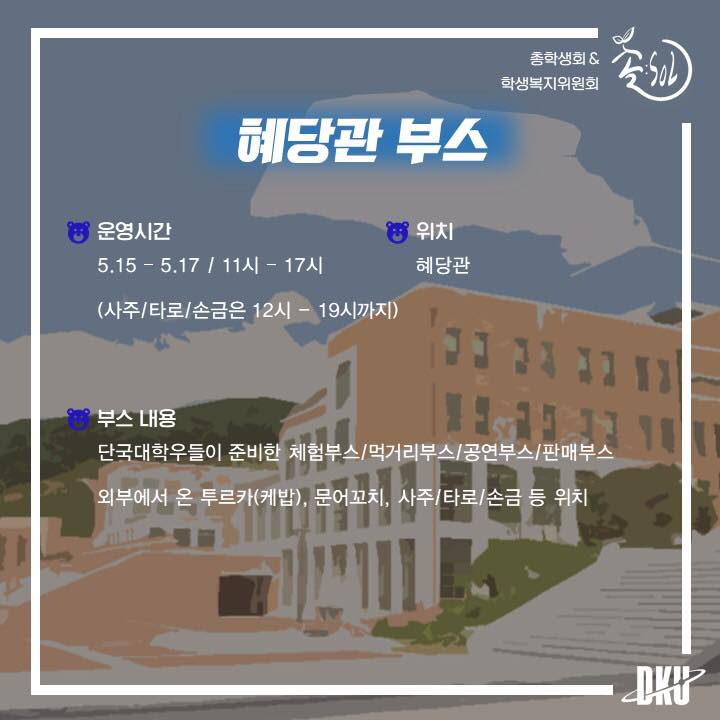 총학생회 &
학생복지위원회
솔:SOL
혜당관 부스
운영시간
5.15 - 5.17 / 11시 - 17시
(사주/타로/손금은 12시 - 19시까지)
위치
혜당관
부스 내용
단국대학우들이 준비한 체험부스/먹거리부스/공연부스/판매부스
외부에서 온 투르카(케밥), 문어꼬치, 사주/타로/손금 등 위치
DKU